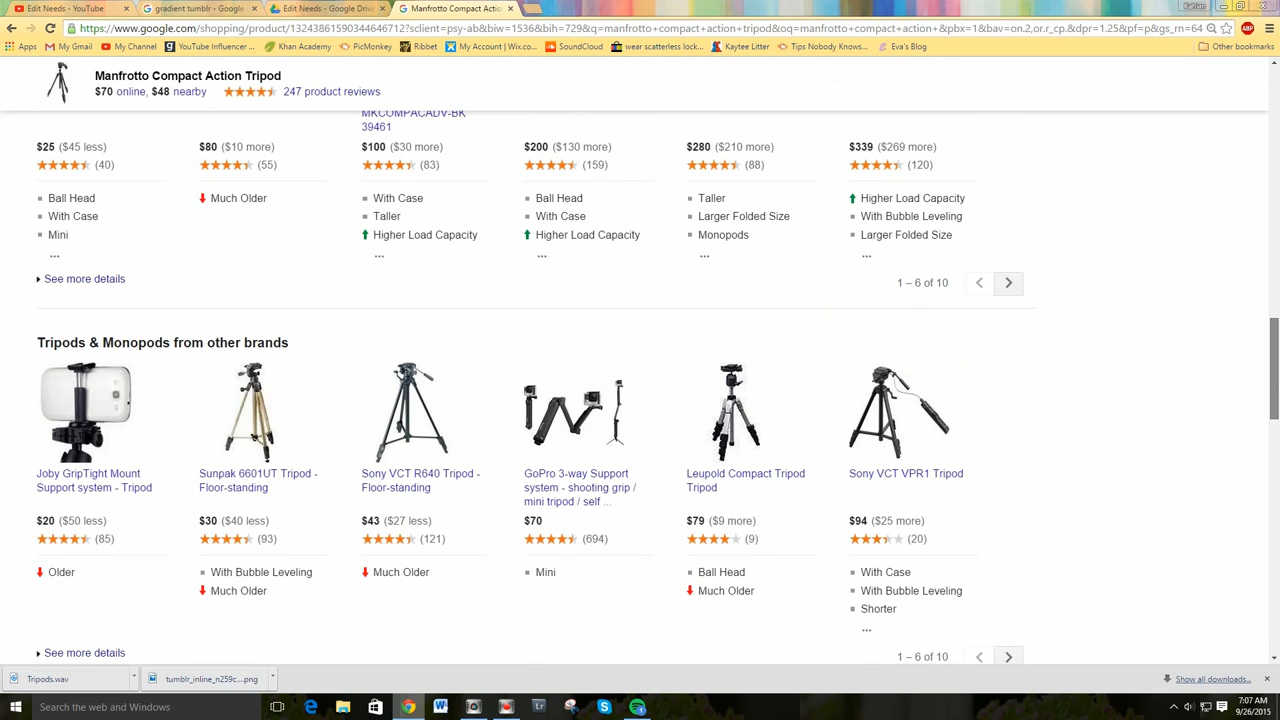 Edit Needs - YouTube
gradient tumblr - Google
Edit Needs - Google Drive
Manfrotto Compact Action
https://www.google.com/shopping/product/13243861590344646712?client=psy-ab&biw=1536&bih=729&q=manfrotto+compact+action+tripod&oq=manfrotto+compact+action+&pbx=1&bav=on.2,or.r_cp.&dpr=1.25&pf=p&gs_rn=64
Apps
My Gmail
My Channel
YouTube Influencer ...
Khan Academy
PicMonkey
Ribbet
My Account | Wix.co...
SoundCloud
wear scatterless lock...
Kaytee Litter
Tips Nobody Knows...
Eva's Blog
Other bookmarks
Manfrotto Compact Action Tripod
$70 online, $48 nearby
247 product reviews
MKCOMPACADV-BK
39461
$25 ($45 less)
$80 ($10 more)
$100 ($30 more)
$200 ($130 more)
$280 ($210 more)
$339 ($269 more)
(40)
(55)
(83)
(159)
(88)
(120)
Ball Head
With Case
Mini
...
Much Older
With Case
Taller
Higher Load Capacity
...
Ball Head
With Case
Higher Load Capacity
...
Taller
Larger Folded Size
Monopods
...
Higher Load Capacity
With Bubble Leveling
Larger Folded Size
...
See more details
1 – 6 of 10
Tripods & Monopods from other brands
Joby GripTight Mount
Support system - Tripod
Sunpak 6601UT Tripod -
Floor-standing
Sony VCT R640 Tripod -
Floor-standing
GoPro 3-way Support
system - shooting grip /
mini tripod / self ...
Leupold Compact Tripod
Tripod
Sony VCT VPR1 Tripod
$20 ($50 less)
$30 ($40 less)
$43 ($27 less)
$70
$79 ($9 more)
$94 ($25 more)
(85)
(93)
(121)
(694)
(9)
(20)
Older
With Bubble Leveling
Much Older
Much Older
Mini
Ball Head
Much Older
With Case
With Bubble Leveling
Shorter
...
See more details
1 – 6 of 10
Tripods.wav
tumblr_inline_n259c....png
Show all downloads...
Search the web and Windows
7:07 AM
9/26/2015